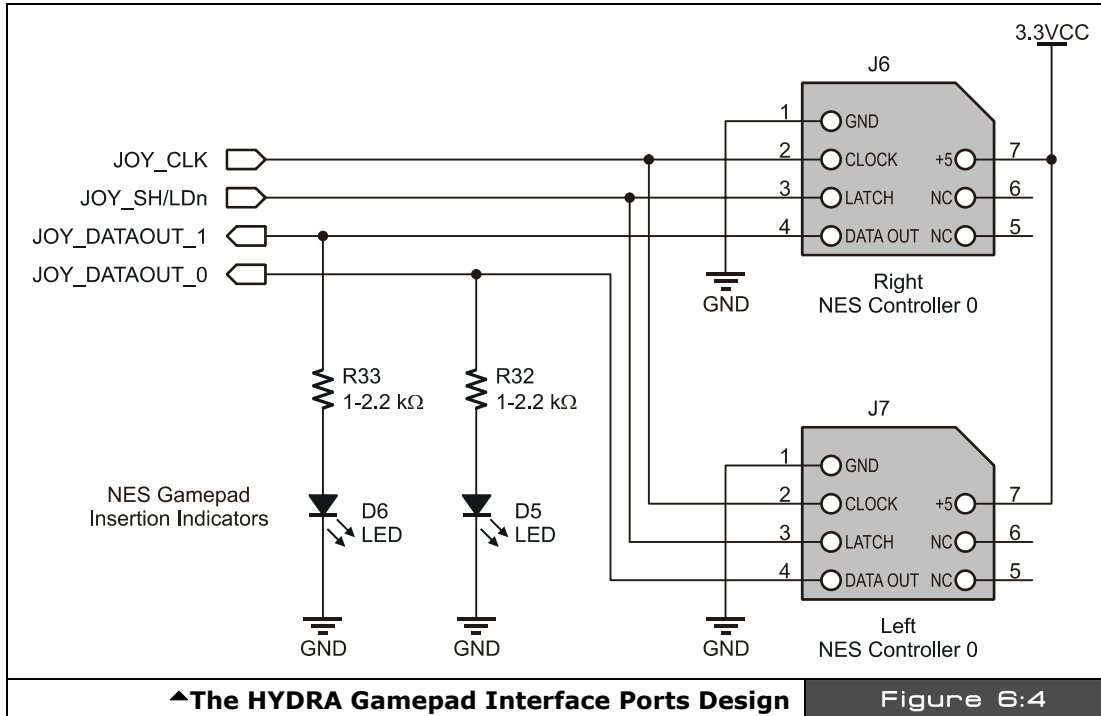 3.3VCC
J6
1
GND
JOY_CLK
2
CLOCK
+5
7
JOY_SH/LDn
3
LATCH
NC
6
JOY_DATAOUT_1
4
DATA OUT
NC
5
JOY_DATAOUT_0
GND
Right
NES Controller 0
R33
1-2.2 kΩ
R32
1-2.2 kΩ
J7
1
GND
2
CLOCK
+5
7
3
LATCH
NC
6
4
DATA OUT
NC
5
NES Gamepad
Insertion Indicators
D6
LED
D5
LED
GND
GND
GND
Left
NES Controller 0
▲The HYDRA Gamepad Interface Ports Design
Figure 6:4